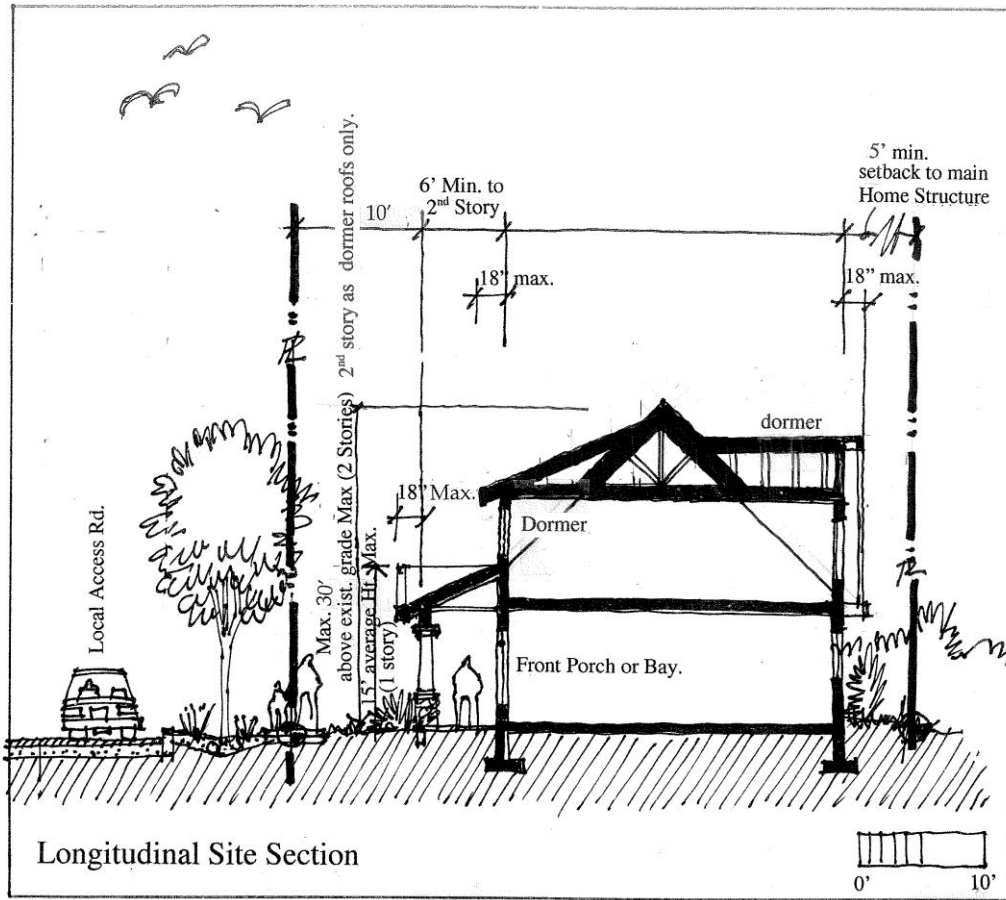 5' min.
setback to main
Home Structure
6' Min. to
2nd Story
10'
18" max.
18" max.
Max. 30'
above exist. grade Max (2 Stories) 2nd story as dormer roofs only.
dormer
18" Max.
Dormer
15' average Ht. Max.
(1 story)
Local Access Rd.
Front Porch or Bay.
PL
PL
Longitudinal Site Section
0' 10'